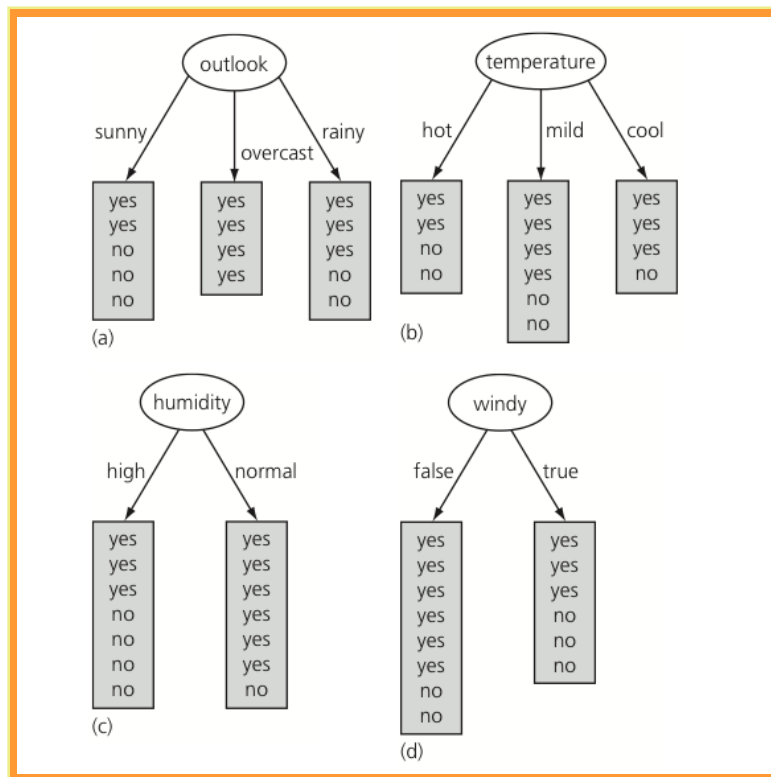 outlook
sunny
overcast
rainy
yes
yes
no
no
no
yes
yes
yes
yes
yes
yes
yes
no
no
(a)
temperature
hot
mild
cool
yes
yes
no
no
yes
yes
yes
yes
no
no
yes
yes
yes
no
(b)
humidity
high
normal
yes
yes
yes
no
no
no
no
yes
yes
yes
yes
yes
yes
no
(c)
windy
false
true
yes
yes
yes
yes
yes
yes
no
no
yes
yes
yes
no
no
no
(d)